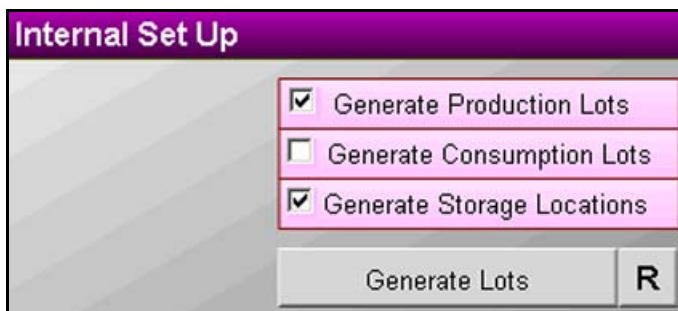 Internal Set Up
Generate Production Lots
Generate Consumption Lots
Generate Storage Locations
Generate Lots R